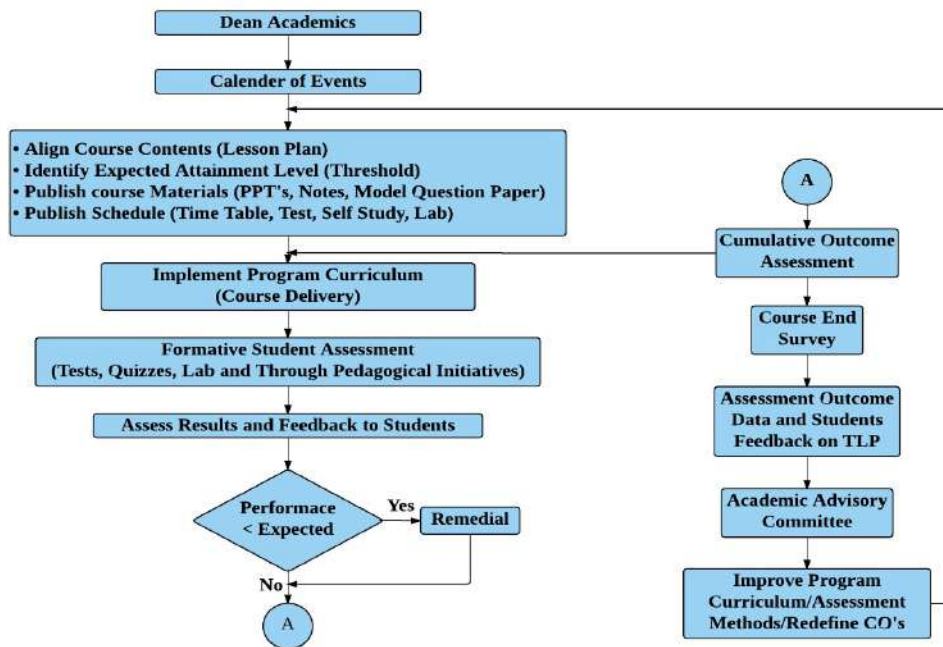 Dean Academics
Calender of Events
• Align Course Contents (Lesson Plan)
• Identify Expected Attainment Level (Threshold)
• Publish course Materials (PPT's, Notes, Model Question Paper)
• Publish Schedule (Time Table, Test, Self Study, Lab)
Implement Program Curriculum
(Course Delivery)
Formative Student Assessment
(Tests, Quizzes, Lab and Through Pedagogical Initiatives)
Assess Results and Feedback to Students
Performace
< Expected
Yes
Remedial
No
A
A
Cumulative Outcome
Assessment
Course End
Survey
Assessment Outcome
Data and Students
Feedback on TLP
Academic Advisory
Committee
Improve Program
Curriculum/Assessment
Methods/Redefine CO's